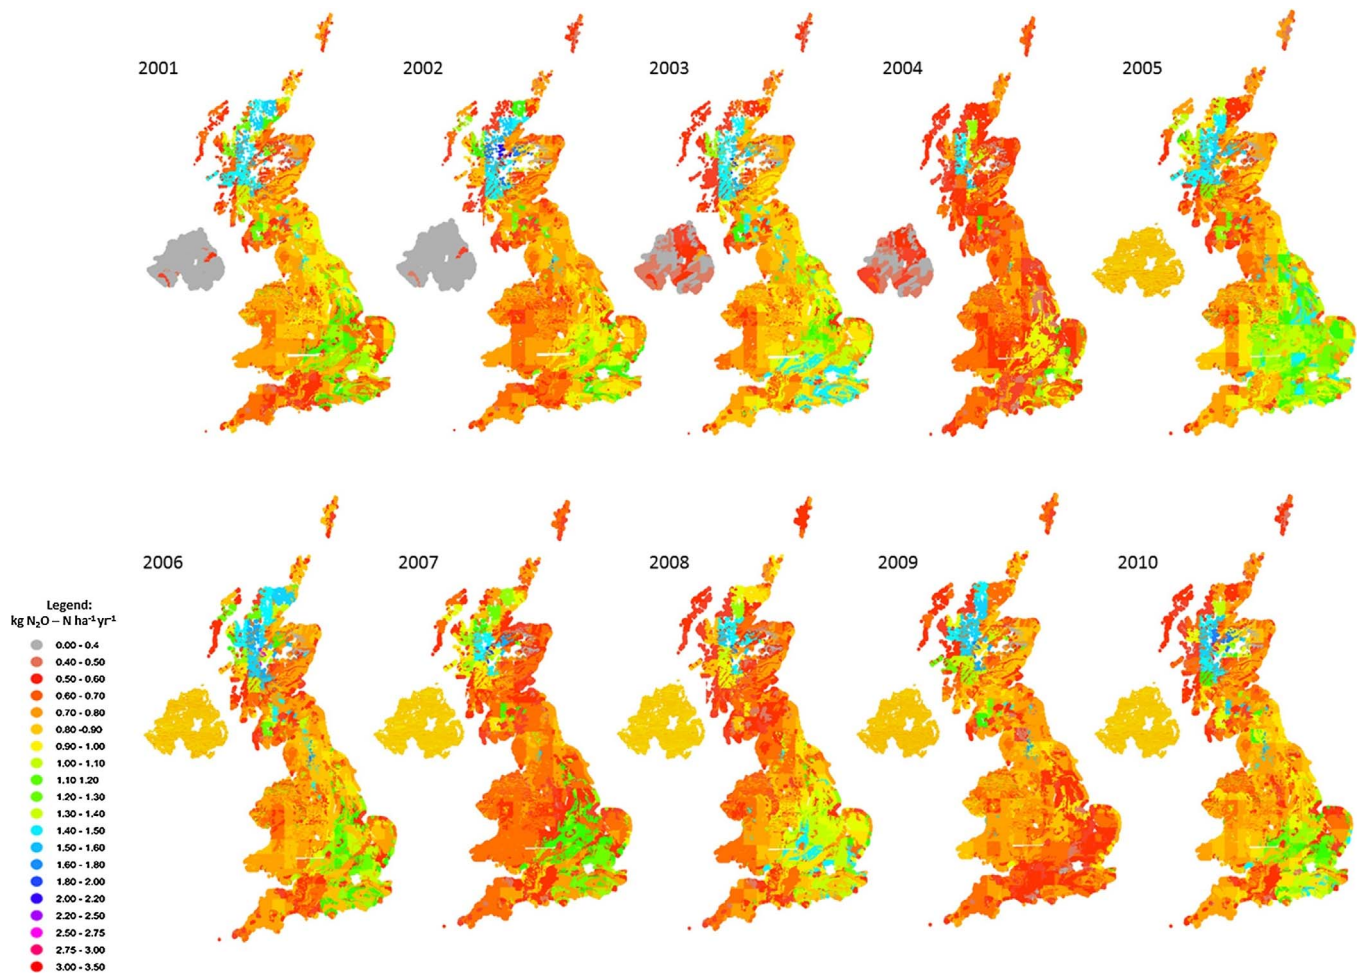 2001
2002
2003
2004
2005
2006
2007
2008
2009
2010
Legend:
kg N₂O – N ha⁻¹ yr⁻¹
0.00 - 0.4
0.40 - 0.50
0.50 - 0.60
0.60 - 0.70
0.70 - 0.80
0.80 -0.90
0.90 - 1.00
1.00 - 1.10
1.10 1.20
1.20 - 1.30
1.30 - 1.40
1.40 - 1.50
1.50 - 1.60
1.60 - 1.80
1.80 - 2.00
2.00 - 2.20
2.20 - 2.50
2.50 - 2.75
2.75 - 3.00
3.00 - 3.50